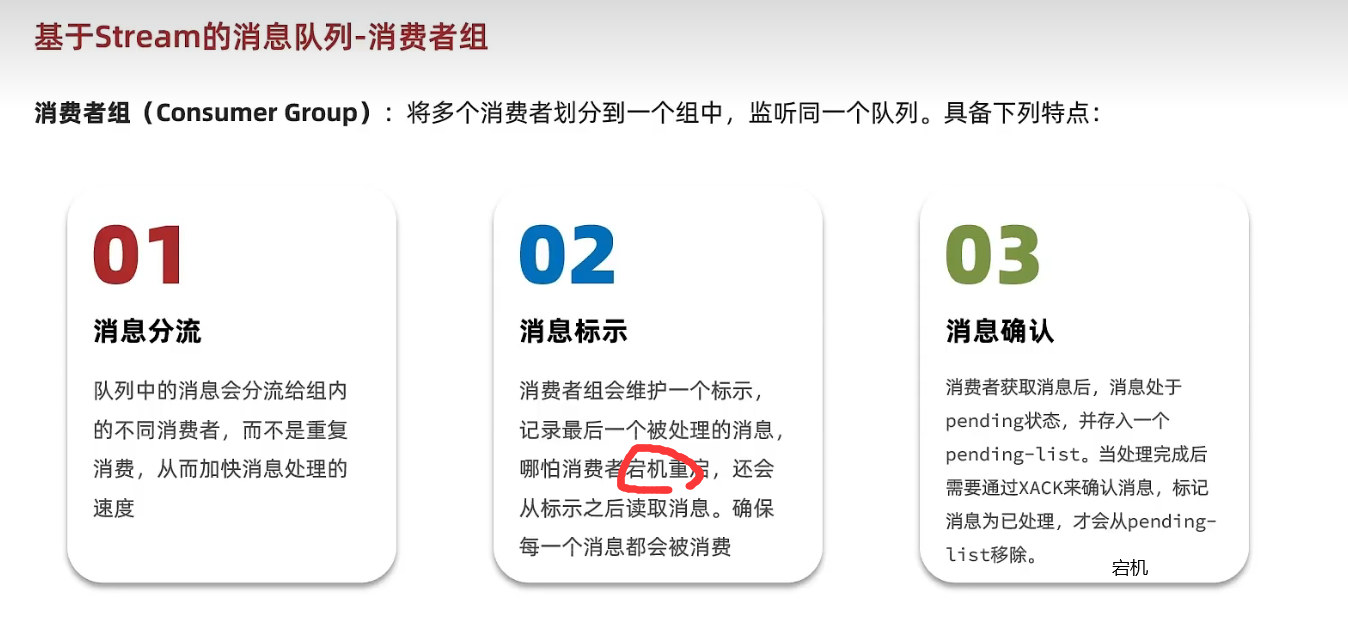 基于Stream的消息队列-消费者组
消费者组（Consumer Group）：将多个消费者划分到一个组中，监听同一个队列。具备下列特点：
01
消息分流
队列中的消息会分流给组内
的不同消费者，而不是重复
消费，从而加快消息处理的
速度
02
消息标示
消费者组会维护一个标示，
记录最后一个被处理的消息，
哪怕消费者宕机重启，还会
从标示之后读取消息。确保
每一个消息都会被消费
03
消息确认
消费者获取消息后，消息处于
pending状态，并存入一个
pending-list。当处理完成后
需要通过XACK来确认消息，标记
消息为已处理，才会从pending-
list移除。
宕机